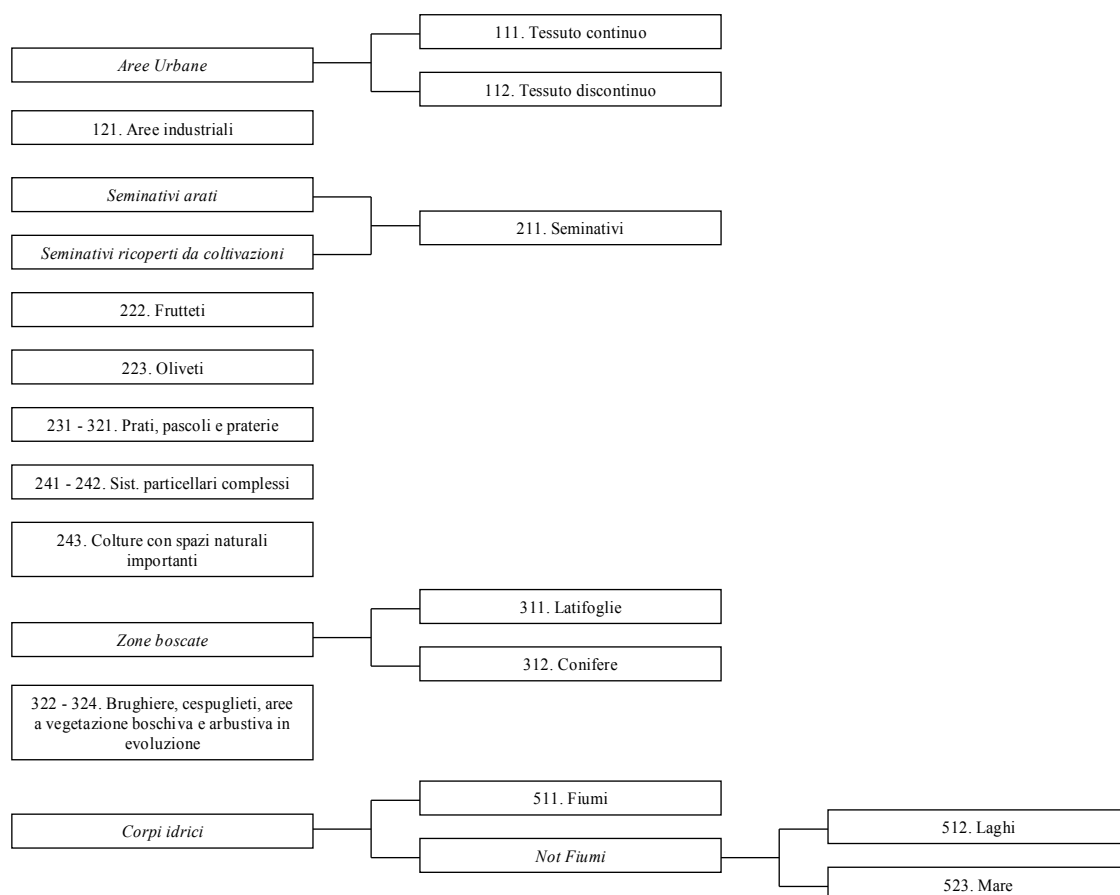 111. Tessuto continuo
Aree Urbane
112. Tessuto discontinuo
121. Aree industriali
Seminativi arati
211. Seminativi
Seminativi ricoperti da coltivazioni
222. Frutteti
223. Oliveti
231 - 321. Prati, pascoli e praterie
241 - 242. Sist. particellari complessi
243. Colture con spazi naturali
importanti
311. Latifoglie
Zone boscate
312. Conifere
322 - 324. Brughiere, cespuglieti, aree
a vegetazione boschiva e arbustiva in
evoluzione
511. Fiumi
Corpi idrici
512. Laghi
Not Fiumi
523. Mare